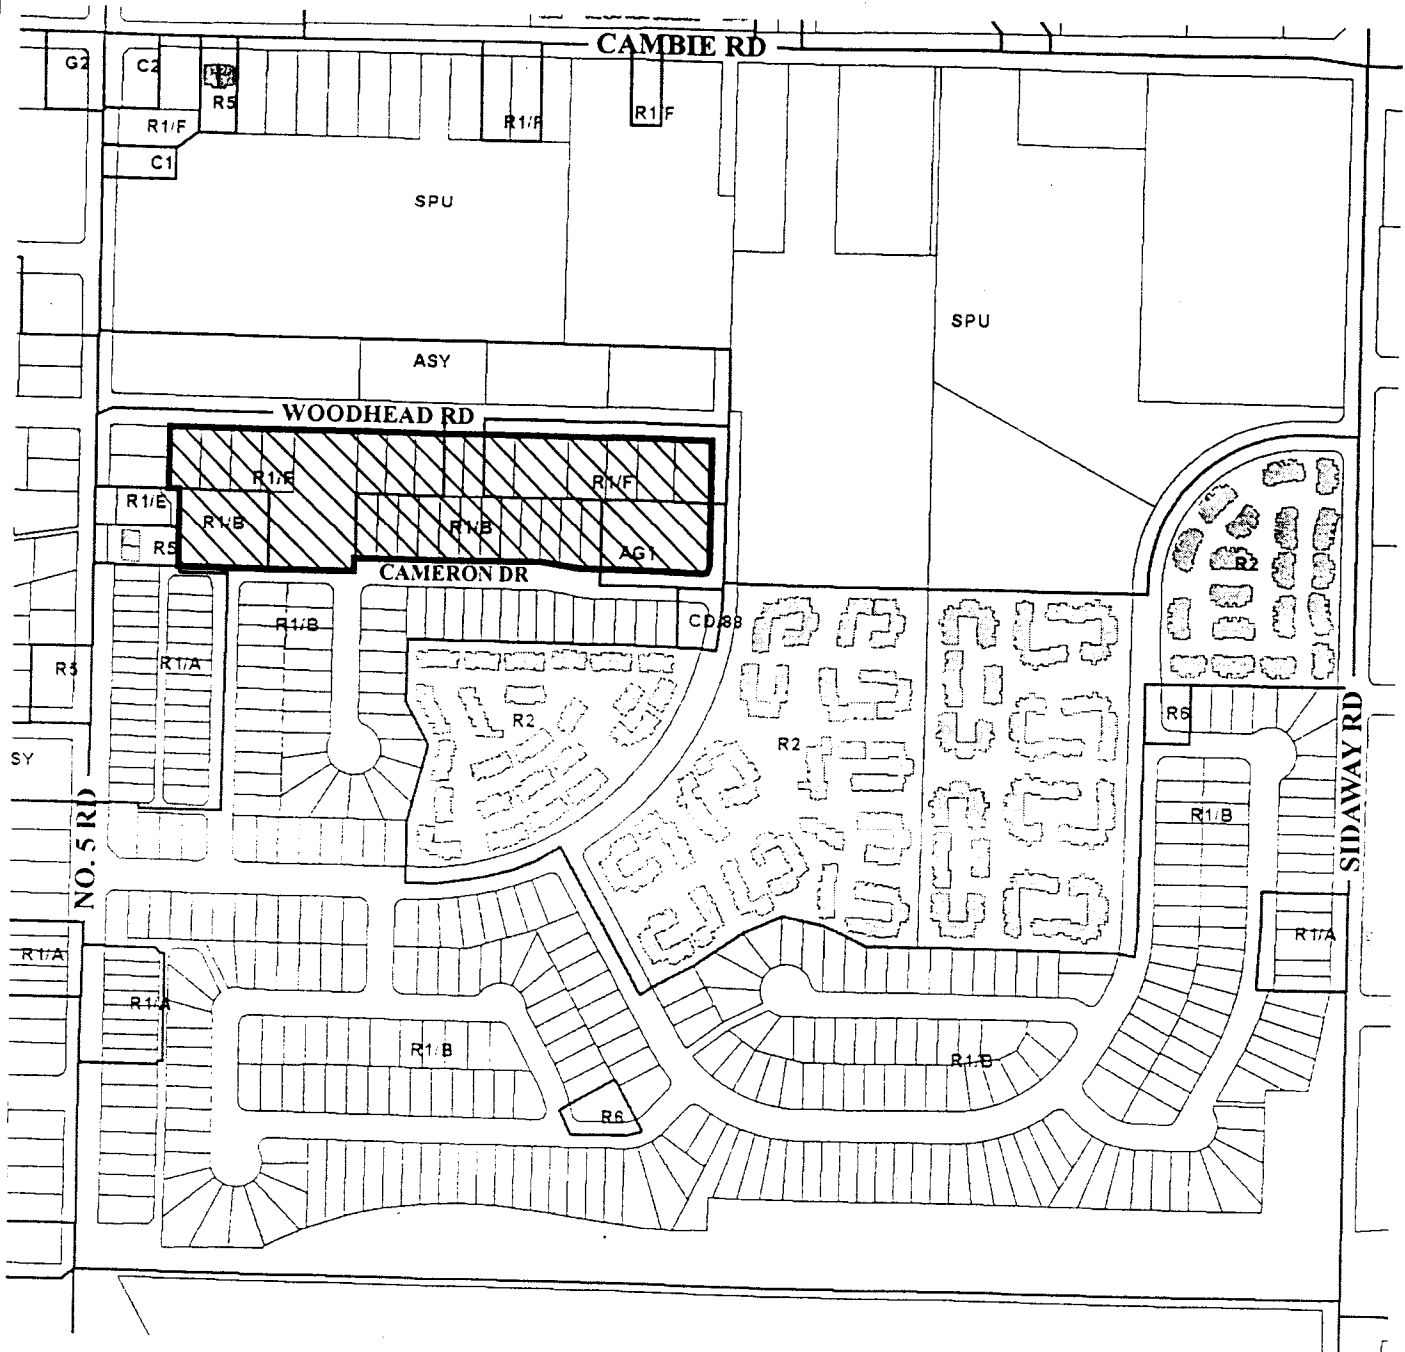 CAMBIE RD
G2
C2
R5
R1/F
R1/F
R1/F
C1
SPU
SPU
ASY
WOODHEAD RD
R1/F
R1/F
R1/E
R1/B
R1/B
R5
AG1
CAMERON DR
R2
CD/88
R1/B
R1/A
R5
R2
R2
R6
SY
NO. 5 RD
SIDAWAY RD
R1/B
R1/A
R1/A
R1/A
R1/B
R1/B
R6